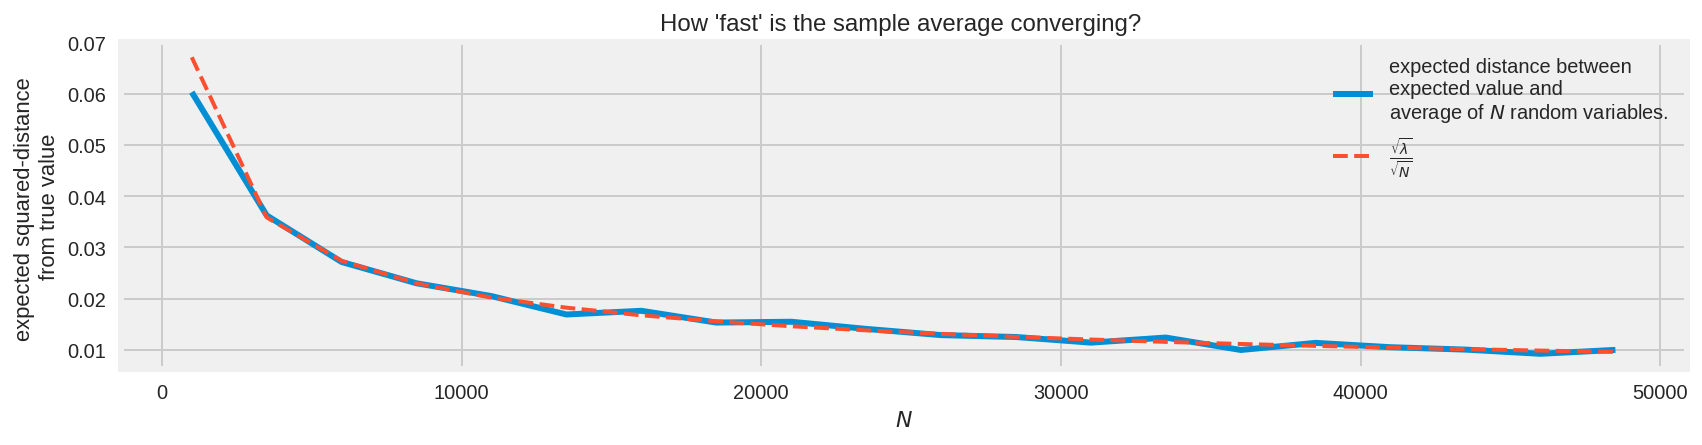 How 'fast' is the sample average converging?
expected squared-distance
from true value
0.07
0.06
0.05
0.04
0.03
0.02
0.01
expected distance between
expected value and
average of N random variables.
√λ
√N
0 10000 20000 30000 40000 50000
N